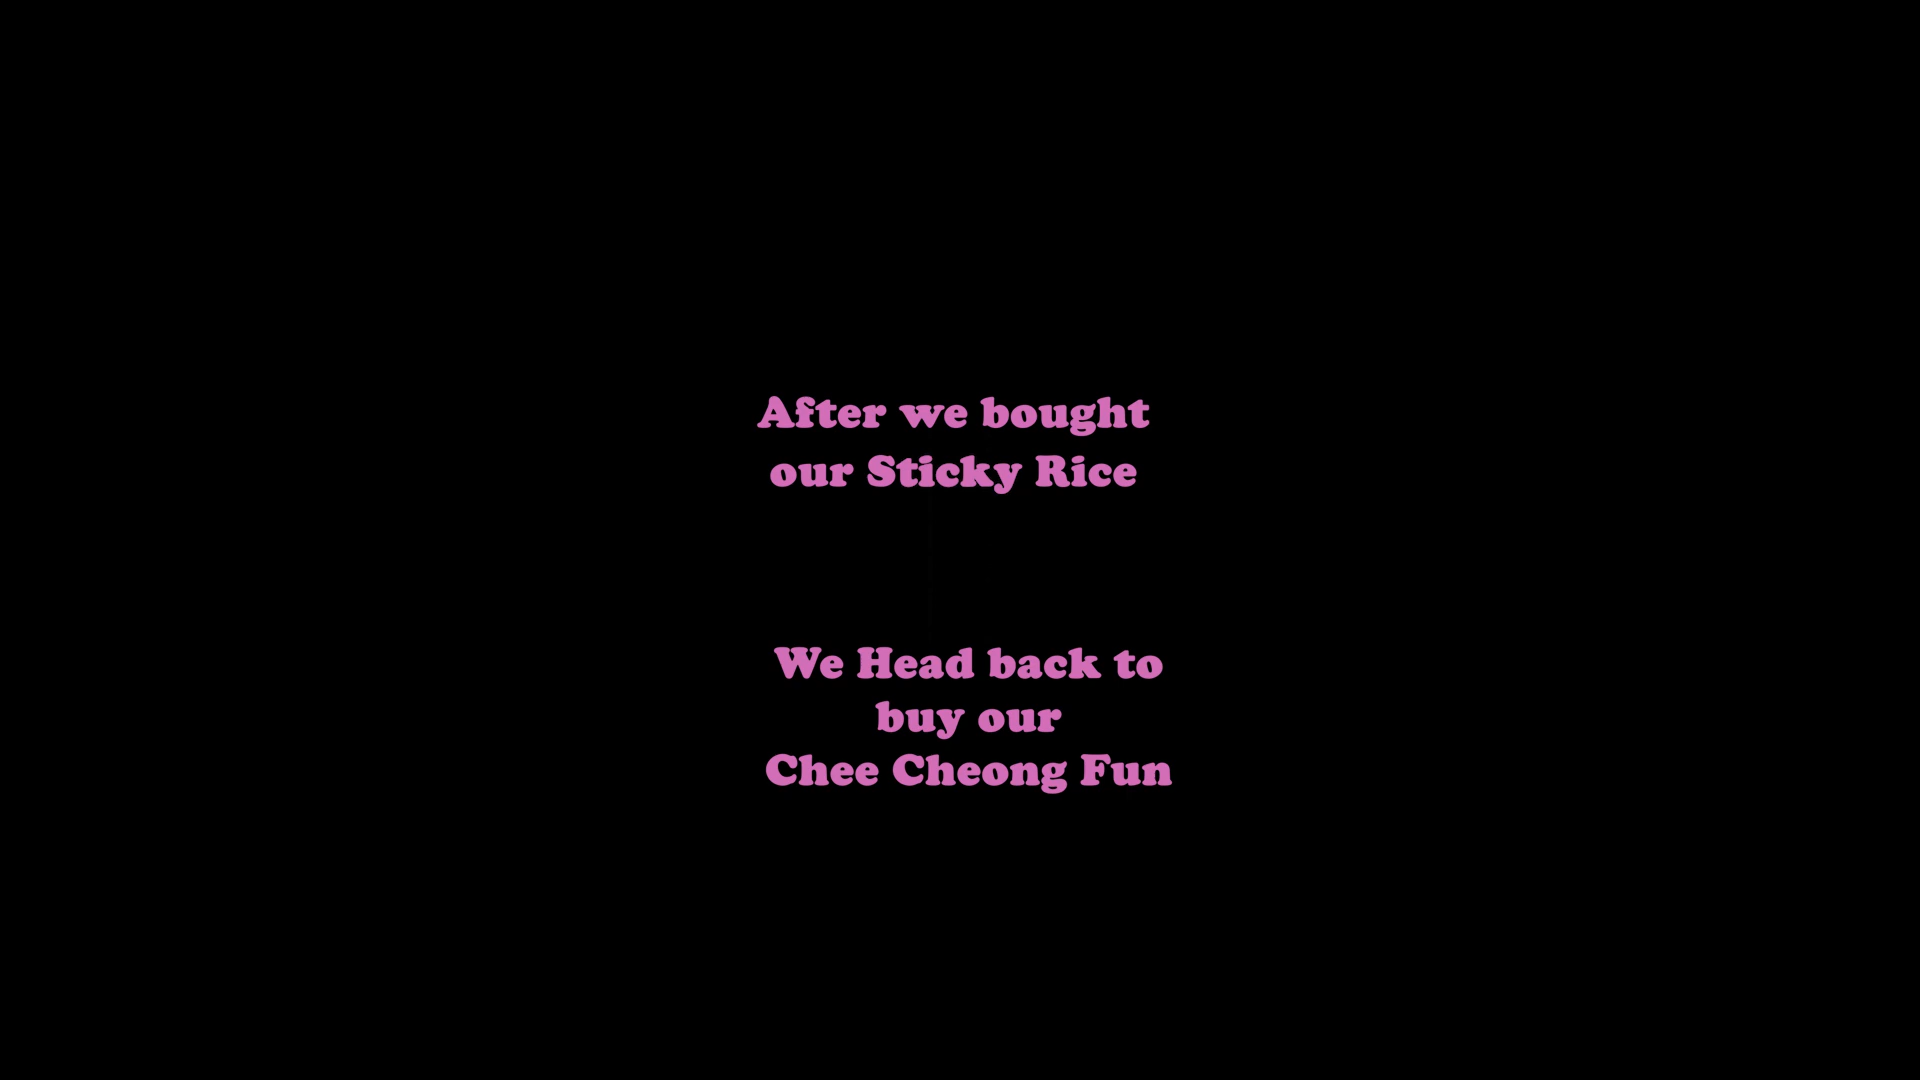 After we bought
our Sticky Rice
We Head back to
buy our
Chee Cheong Fun